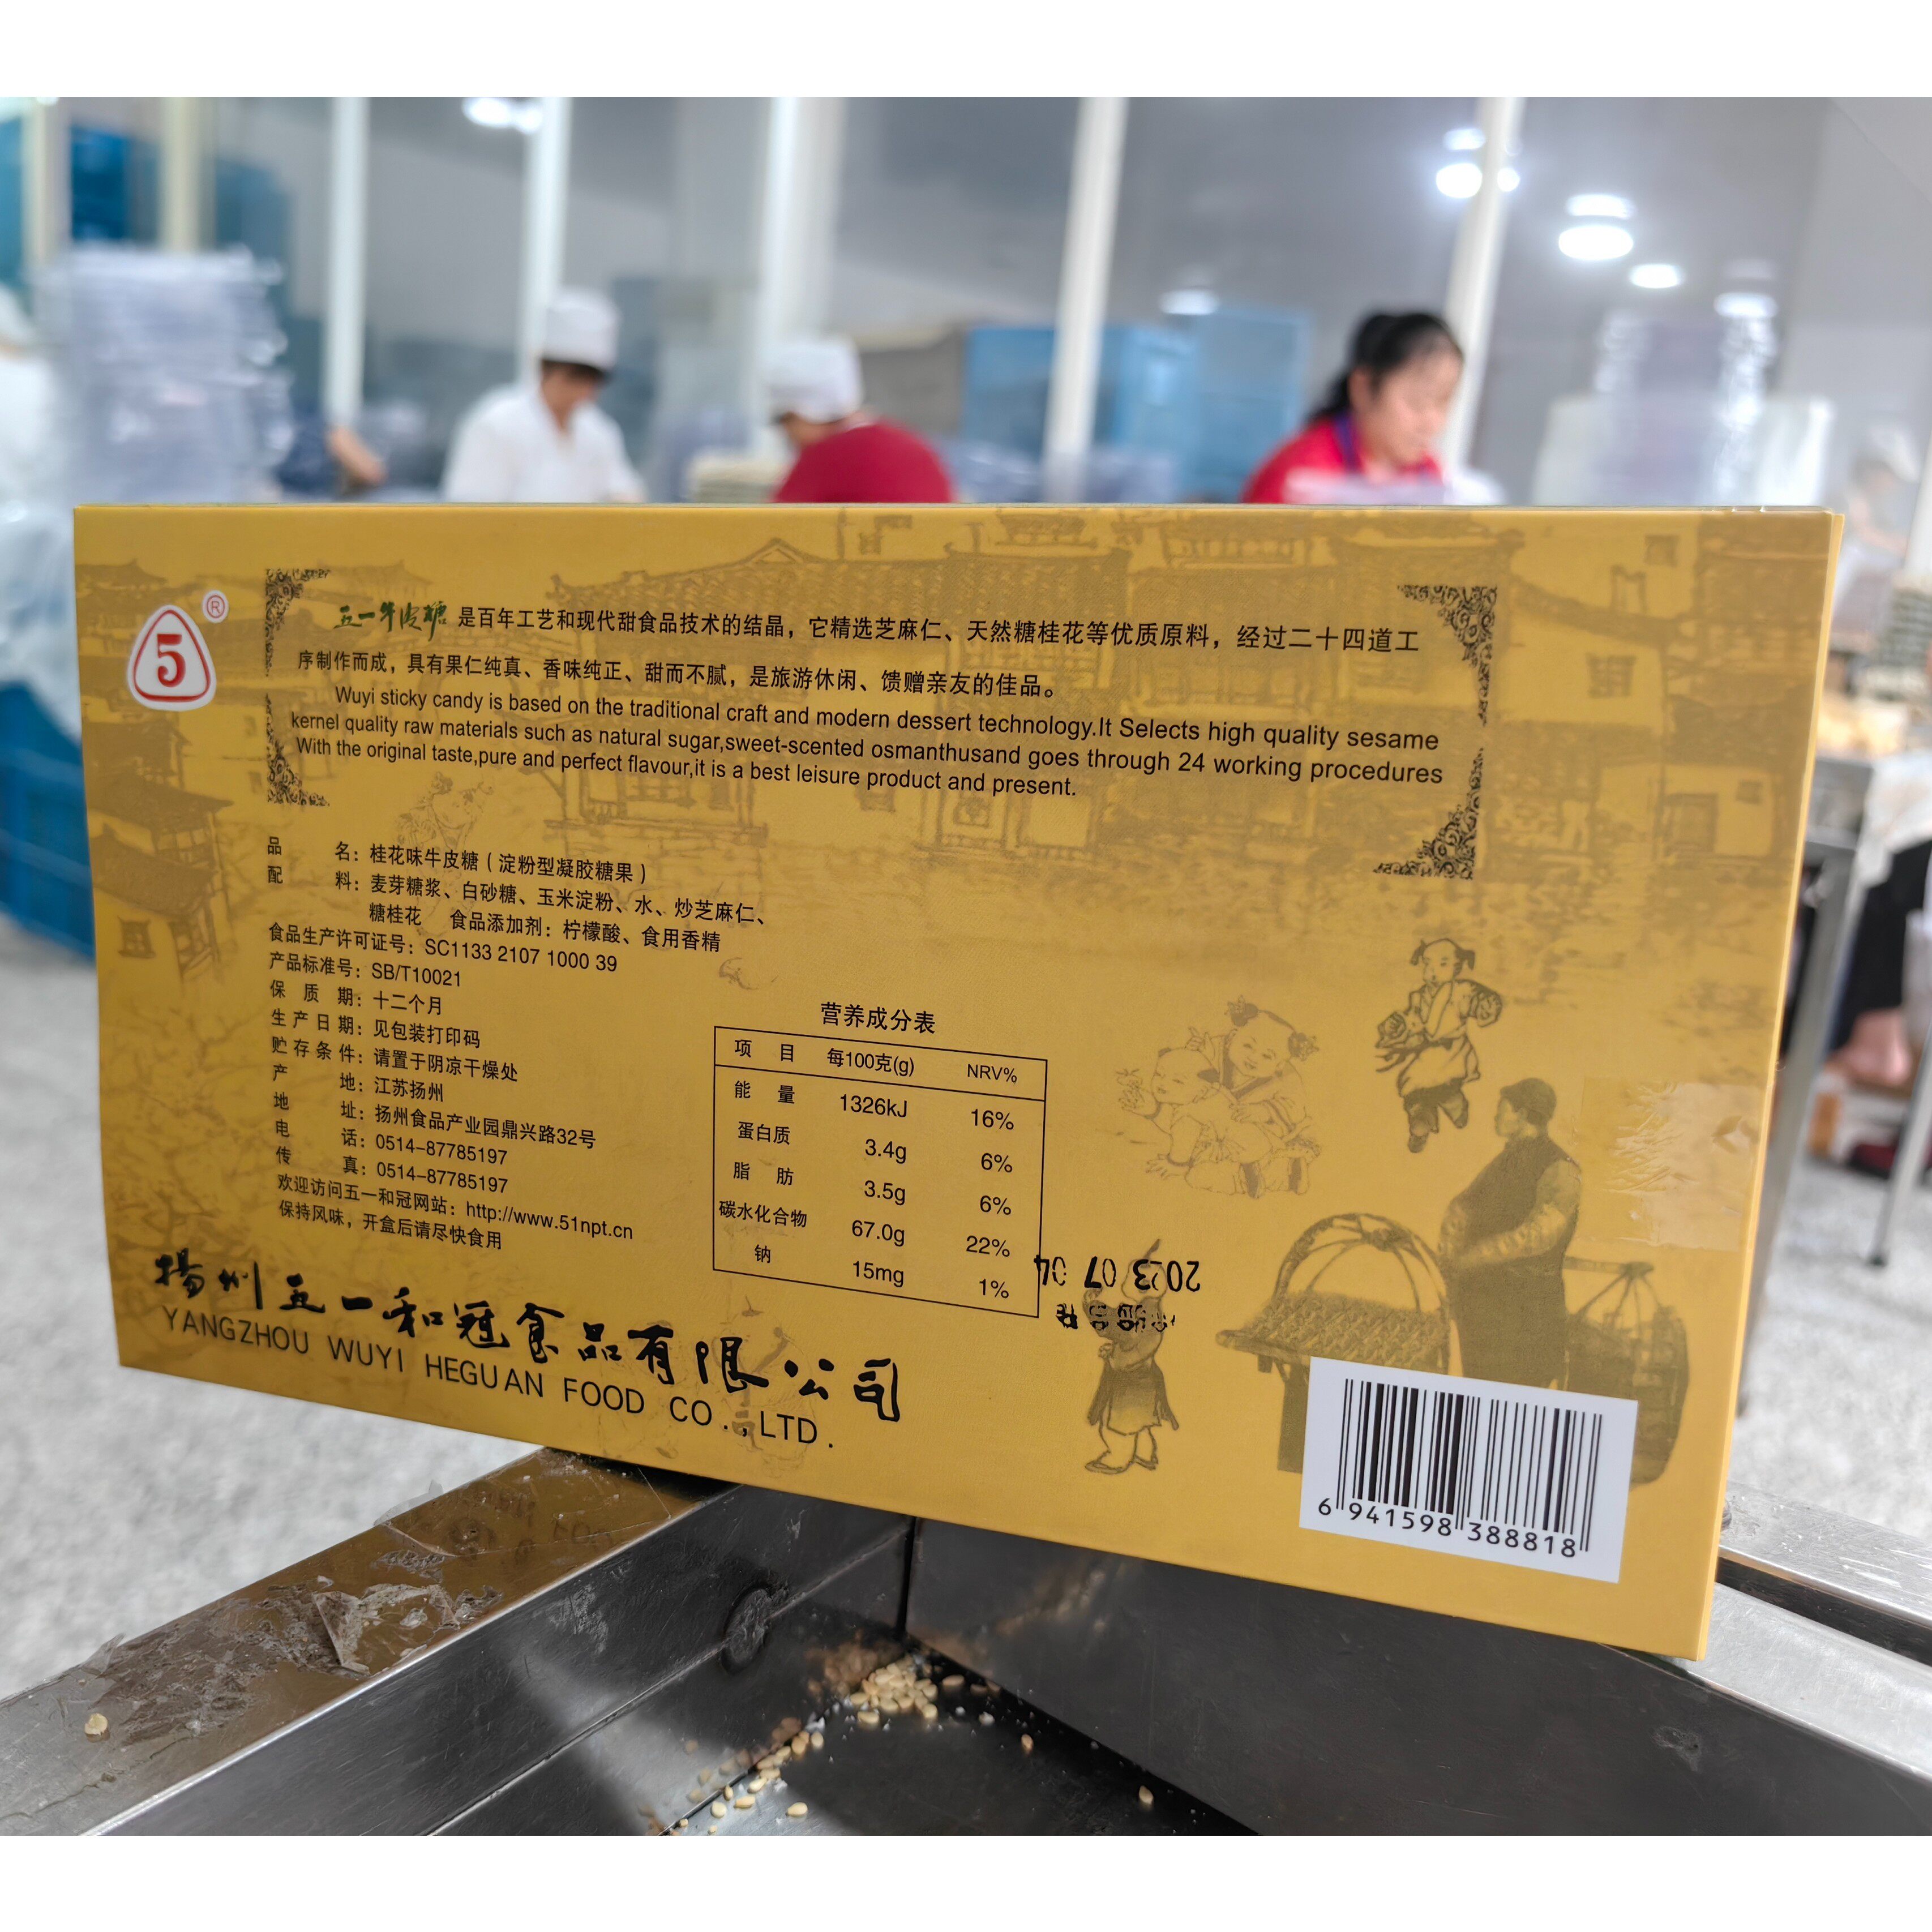 5 ®
五一牛皮糖 是百年工艺和现代甜食品技术的结晶，它精选芝麻仁、天然糖桂花等优质原料，经过二十四道工
序制作而成，具有果仁纯真、香味纯正、甜而不腻，是旅游休闲、馈赠亲友的佳品。
Wuyi sticky candy is based on the traditional craft and modern dessert technology.It Selects high quality sesame
kernel quality raw materials such as natural sugar,sweet-scented osmanthusand goes through 24 working procedures
With the original taste,pure and perfect flavour,it is a best leisure product and present.
品 名：桂花味牛皮糖（淀粉型凝胶糖果）
配 料：麦芽糖浆、白砂糖、玉米淀粉、水、炒芝麻仁、
糖桂花 食品添加剂：柠檬酸、食用香精
食品生产许可证号：SC1133 2107 1000 39
产品标准号：SB/T10021
保 质 期：十二个月
生产日期：见包装打印码
贮存条件：请置于阴凉干燥处
产 地：江苏扬州
地 址：扬州食品产业园鼎兴路32号
电 话：0514-87785197
传 真：0514-87785197
欢迎访问五一和冠网站：http://www.51npt.cn
保持风味，开盒后请尽快食用
营养成分表
项 目 每100克(g) NRV%
能 量 1326kJ 16%
蛋白质 3.4g 6%
脂 肪 3.5g 6%
碳水化合物 67.0g 22%
钠 15mg 1%
2023 07 04
扬州五一和冠食品有限公司
YANGZHOU WUYI HEGUAN FOOD CO.,LTD.
6 941598 388818